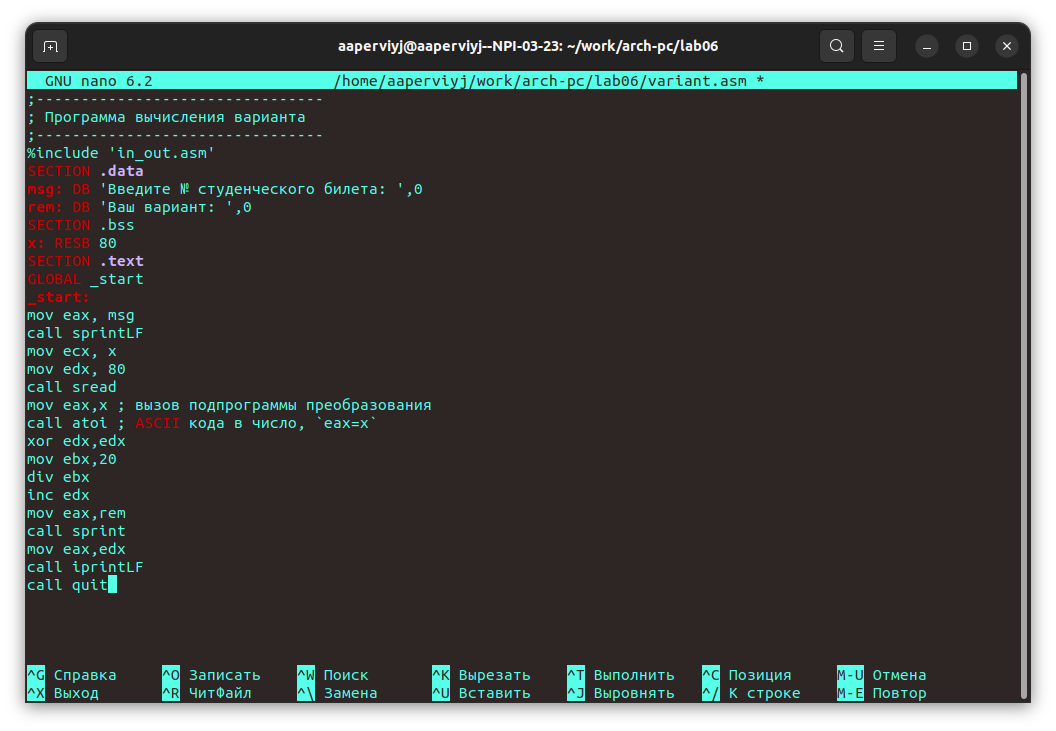 aaperviyj@aaperviyj--NPI-03-23: ~/work/arch-pc/lab06
GNU nano 6.2 /home/aaperviyj/work/arch-pc/lab06/variant.asm *
;--------------------------------
; Программа вычисления варианта
;--------------------------------
%include 'in_out.asm'
SECTION .data
msg: DB 'Введите № студенческого билета: ',0
rem: DB 'Ваш вариант: ',0
SECTION .bss
x: RESB 80
SECTION .text
GLOBAL _start
_start:
mov eax, msg
call sprintLF
mov ecx, x
mov edx, 80
call sread
mov eax,x ; вызов подпрограммы преобразования
call atoi ; ASCII кода в число, `eax=x`
xor edx,edx
mov ebx,20
div ebx
inc edx
mov eax,rem
call sprint
mov eax,edx
call iprintLF
call quit
^G Справка ^O Записать ^W Поиск ^K Вырезать ^T Выполнить ^C Позиция M-U Отмена
^X Выход ^R ЧитФайл ^\ Замена ^U Вставить ^J Выровнять ^/ К строке M-E Повтор